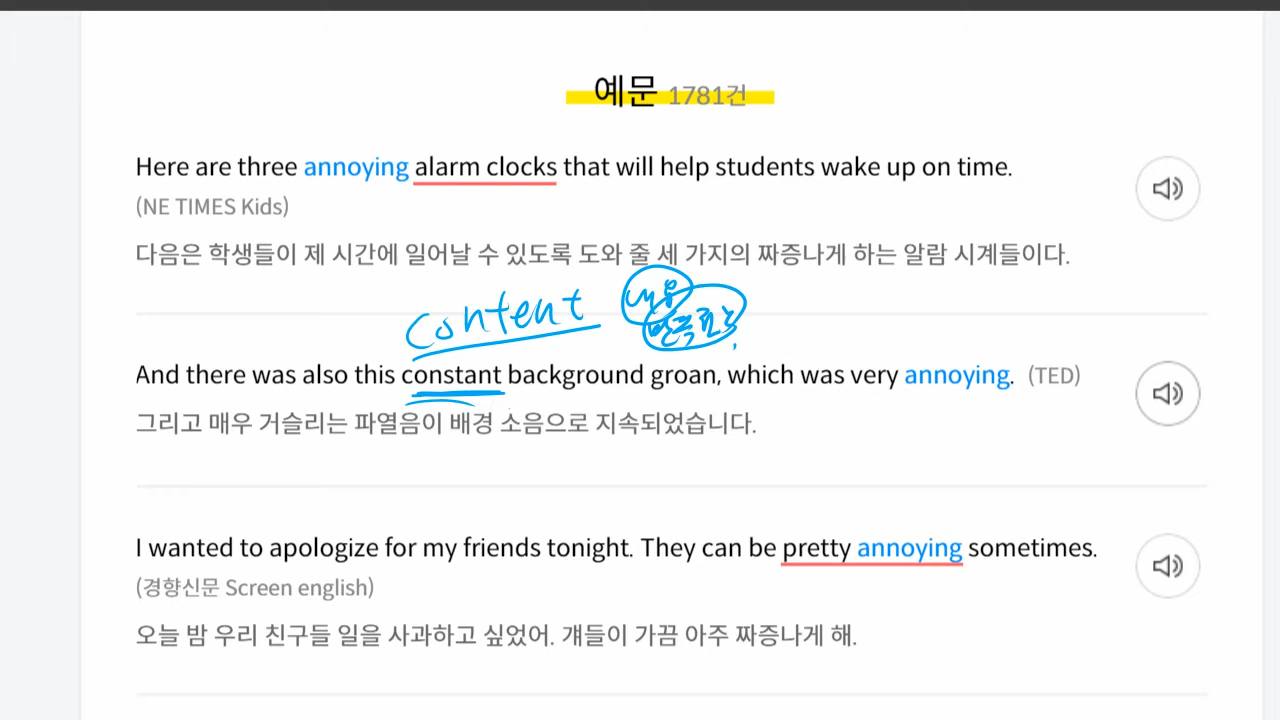 예문 1781건
Here are three annoying alarm clocks that will help students wake up on time.
(NE TIMES Kids)
다음은 학생들이 제 시간에 일어날 수 있도록 도와 줄 세 가지의 짜증나게 하는 알람 시계들이다.
content 내용
And there was also this constant background groan, which was very annoying. (TED)
그리고 매우 거슬리는 파열음이 배경 소음으로 지속되었습니다.
I wanted to apologize for my friends tonight. They can be pretty annoying sometimes.
(경향신문 Screen english)
오늘 밤 우리 친구들 일을 사과하고 싶었어. 걔들이 가끔 아주 짜증나게 해.